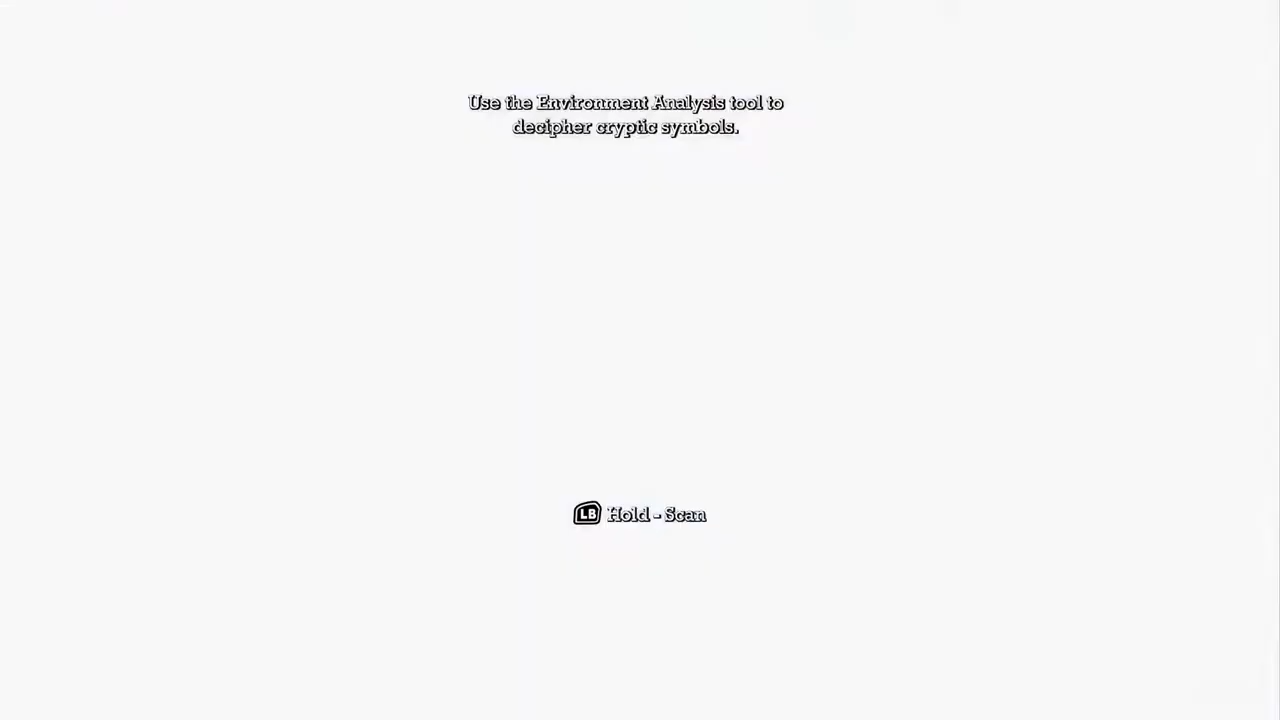 Use the Environment Analysis tool to
decipher cryptic symbols.
LB Hold - Scan